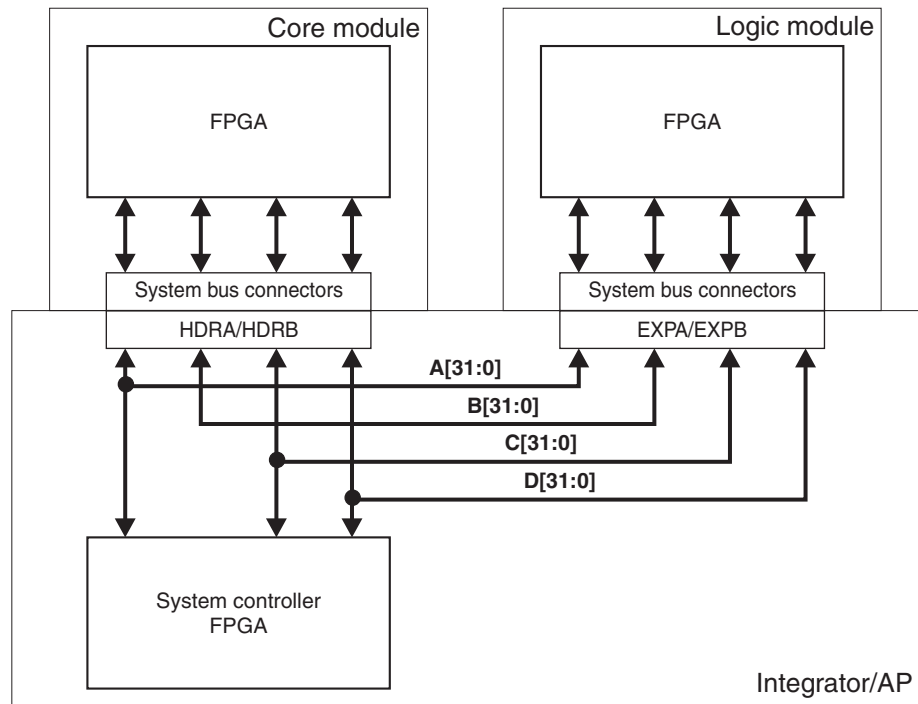 Core module
Logic module
FPGA
FPGA
System bus connectors
System bus connectors
HDRA/HDRB
EXPA/EXPB
A[31:0]
B[31:0]
C[31:0]
D[31:0]
System controller
FPGA
Integrator/AP